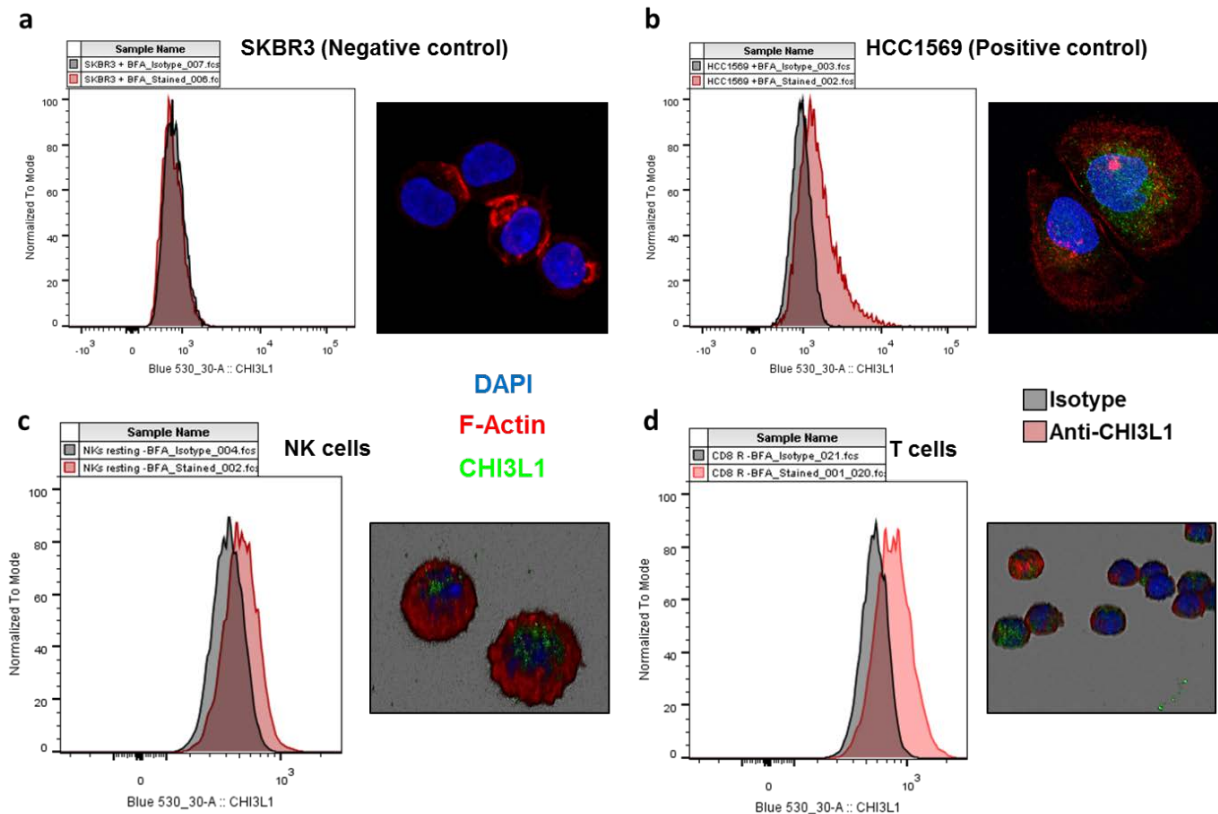 a
SKBR3 (Negative control)
Sample Name
SKBR3 + BFA_Isotype_007.fcs
SKBR3 + BFA_Stained_006.fcs
100
80
60
40
20
0
Normalized To Mode
-10³ 0 10³ 10⁴ 10⁵
Blue 530_30-A :: CHI3L1
b
HCC1569 (Positive control)
Sample Name
HCC1569 +BFA_Isotype_003.fcs
HCC1569 +BFA_Stained_002.fcs
100
80
60
40
20
0
Normalized To Mode
-10³ 0 10³ 10⁴ 10⁵
Blue 530_30-A :: CHI3L1
DAPI
F-Actin
CHI3L1
Isotype
Anti-CHI3L1
c
NK cells
Sample Name
NKs resting -BFA_Isotype_004.fcs
NKs resting -BFA_Stained_002.fcs
100
80
60
40
20
0
Normalized To Mode
0 10³
Blue 530_30-A :: CHI3L1
d
T cells
Sample Name
CD8 R -BFA_Isotype_021.fcs
CD8 R -BFA_Stained_001_020.fcs
100
80
60
40
20
0
Normalized To Mode
0 10³
Blue 530_30-A :: CHI3L1